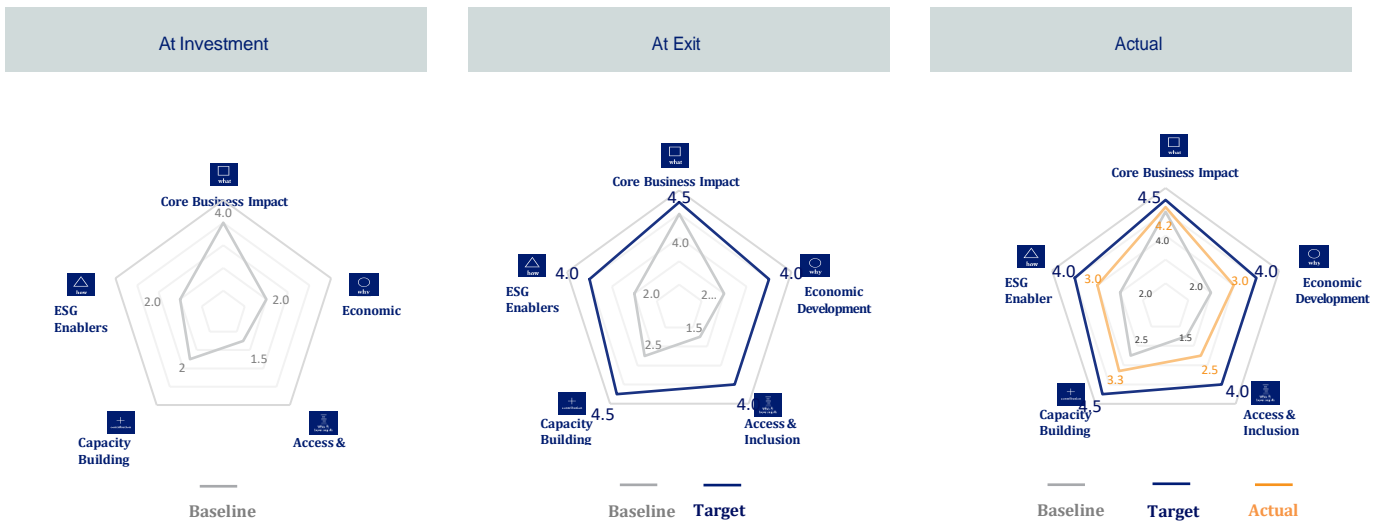 At Investment
what
Core Business Impact
4.0
how
ESG
Enablers
2.0
2.0
why
Economic
2
1.5
contribution
Capacity
Building
Access &
Baseline
At Exit
what
Core Business Impact
4.5
4.0
how
4.0
ESG
Enablers
2.0
2...
4.0
why
Economic
Development
1.5
2.5
contribution
4.5
Capacity
Building
4.0
Access &
Inclusion
Baseline Target
Actual
what
Core Business Impact
4.5
4.2
4.0
how
4.0
ESG
Enabler
3.0
2.0
2.0
3.0
4.0
why
Economic
Development
2.5
1.5
3.3
2.5
contribution
4.5
Capacity
Building
4.0
Access &
Inclusion
Baseline Target Actual